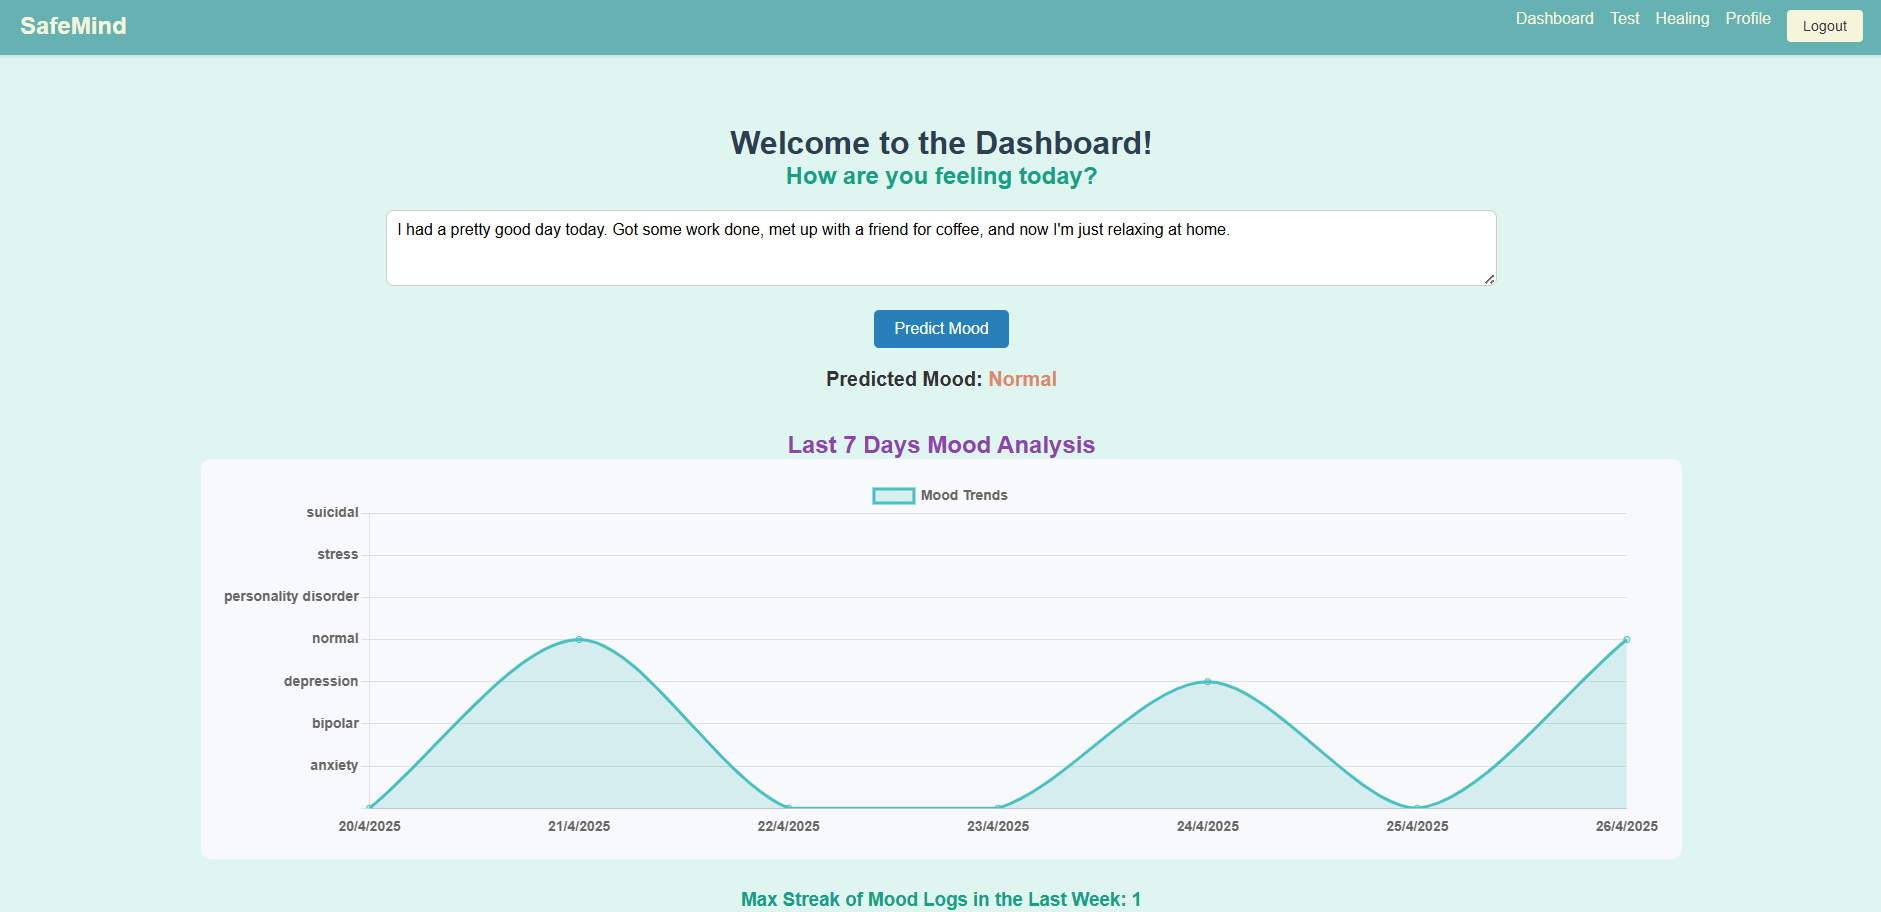 SafeMind
Dashboard Test Healing Profile Logout
Welcome to the Dashboard!
How are you feeling today?
I had a pretty good day today. Got some work done, met up with a friend for coffee, and now I'm just relaxing at home.
Predict Mood
Predicted Mood: Normal
Last 7 Days Mood Analysis
Mood Trends
suicidal
stress
personality disorder
normal
depression
bipolar
anxiety
20/4/2025 21/4/2025 22/4/2025 23/4/2025 24/4/2025 25/4/2025 26/4/2025
Max Streak of Mood Logs in the Last Week: 1